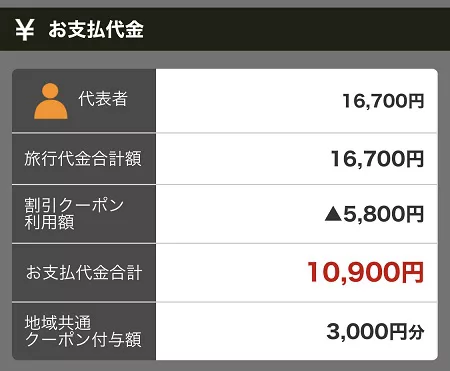 ¥ お支払代金
代表者
16,700円
旅行代金合計額
16,700円
割引クーポン
利用額
▲5,800円
お支払代金合計
10,900円
地域共通
クーポン付与額
3,000円分